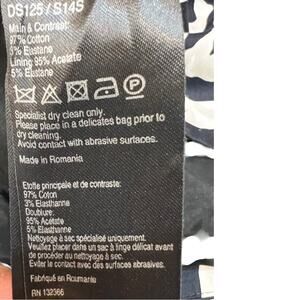 DS125 / S14S
Main & Contrast:
97% Cotton
3% Elastane
Lining 95% Acetate
5% Elastane
P
Specialist dry clean only.
Please place in a delicates bag prior to
dry cleaning.
Avoid contact with abrasive surfaces.
Made in Romania
Etoffe principale et de contraste:
97% Coton
3% Elasthanne
Doublure:
95% Acetate
5% Elasthanne
Nettoyage à sec spécialisé uniquement.
Veuillez placer dans un sac à linge délicat avant
de procéder au nettoyage à sec.
Eviter le contact avec des surfaces abrasives.
Fabriqué en Roumanie
RN 132366